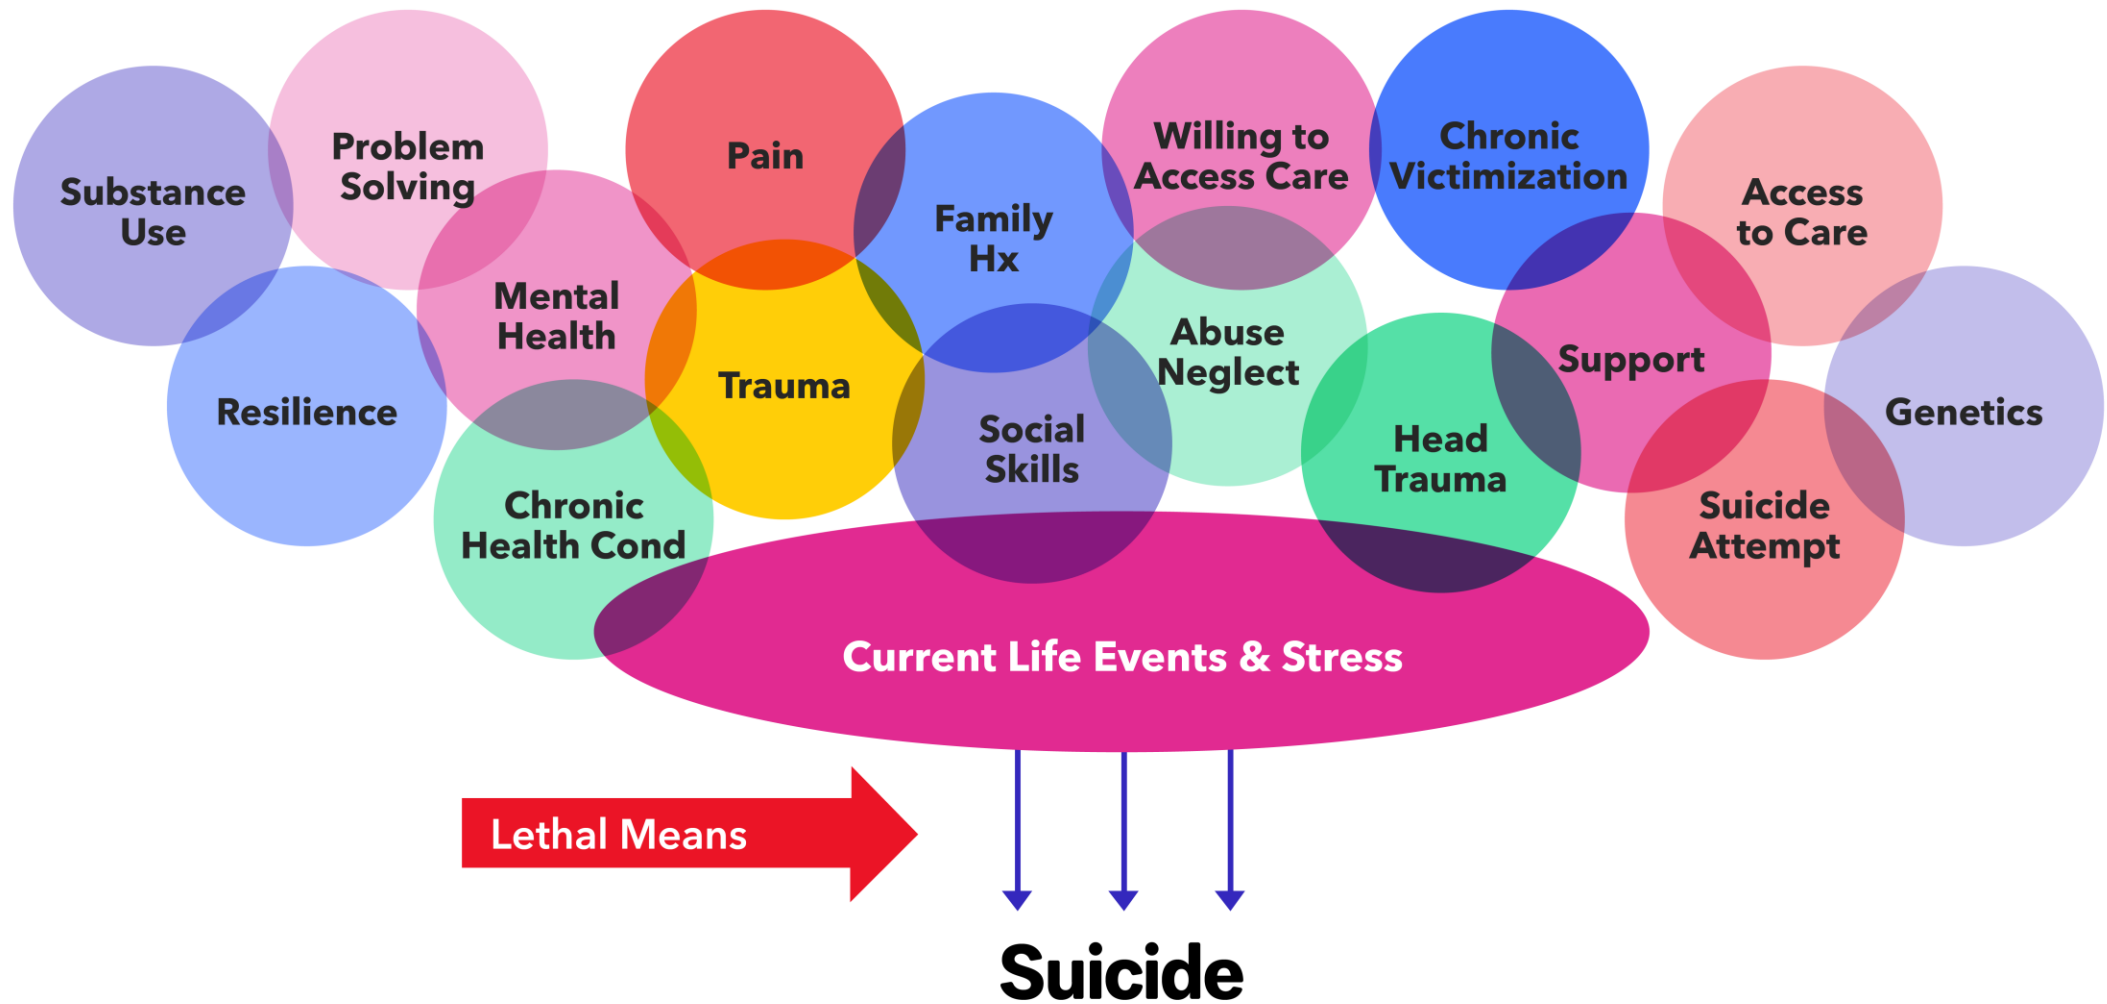 Substance
Use
Problem
Solving
Resilience
Mental
Health
Chronic
Health Cond
Pain
Trauma
Family
Hx
Social
Skills
Willing to
Access Care
Abuse
Neglect
Chronic
Victimization
Head
Trauma
Support
Access
to Care
Suicide
Attempt
Genetics
Current Life Events & Stress
Lethal Means
Suicide